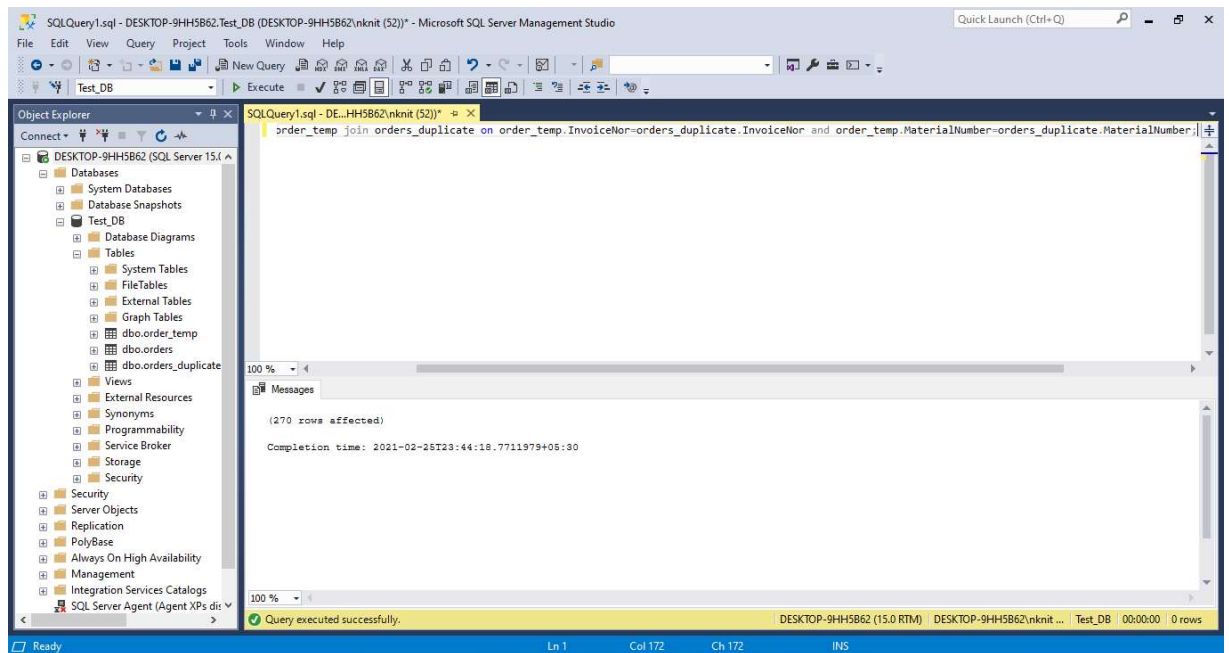 SQLQuery1.sql - DESKTOP-9HH5B62.Test_DB (DESKTOP-9HH5B62\nknit (52))* - Microsoft SQL Server Management Studio
Quick Launch (Ctrl+Q)
File Edit View Query Project Tools Window Help
New Query
Test_DB
Execute
Object Explorer
Connect
DESKTOP-9HH5B62 (SQL Server 15.(
Databases
System Databases
Database Snapshots
Test_DB
Database Diagrams
Tables
System Tables
FileTables
External Tables
Graph Tables
dbo.order_temp
dbo.orders
dbo.orders_duplicate
Views
External Resources
Synonyms
Programmability
Service Broker
Storage
Security
Security
Server Objects
Replication
PolyBase
Always On High Availability
Management
Integration Services Catalogs
SQL Server Agent (Agent XPs dis
SQLQuery1.sql - DE...HH5B62\nknit (52))*
order_temp join orders_duplicate on order_temp.InvoiceNor=orders_duplicate.InvoiceNor and order_temp.MaterialNumber=orders_duplicate.MaterialNumber;
100 %
Messages
(270 rows affected)
Completion time: 2021-02-25T23:44:18.7711979+05:30
100 %
Query executed successfully.
DESKTOP-9HH5B62 (15.0 RTM) DESKTOP-9HH5B62\nknit ... Test_DB 00:00:00 0 rows
Ready Ln 1 Col 172 Ch 172 INS